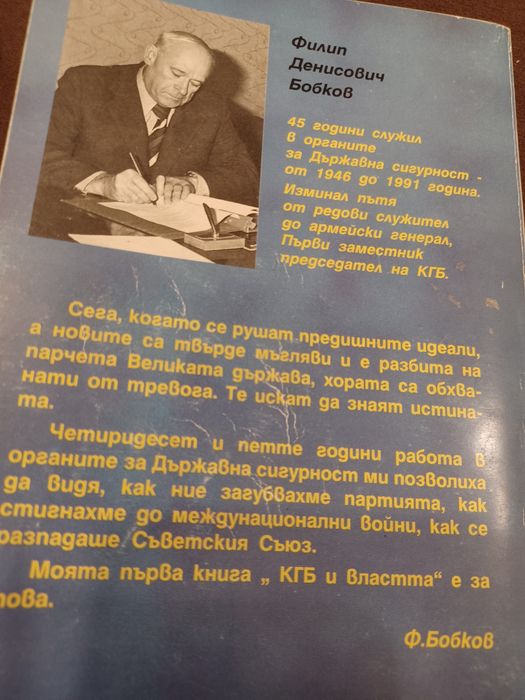 Филип
Денисович
Бобков
45 години служил
в органите
за Държавна сигурност -
от 1946 до 1991 година.
Изминал пътя
от редови служител
до армейски генерал,
Първи заместник
председател на КГБ.
Сега, когато се рушат предишните идеали,
а новите са твърде мъгляви и е разбита на
парчета Великата държава, хората са обхва-
нати от тревога. Те искат да знаят истина-
та.
Четиридесет и петте години работа в
органите за Държавна сигурност ми позволиха
да видя, как ние загубвахме партията, как
стигнахме до междунационални войни, как се
разпадаше Съветския Съюз.
Моята първа книга „ КГБ и властта“ е за
това.
Ф.Бобков